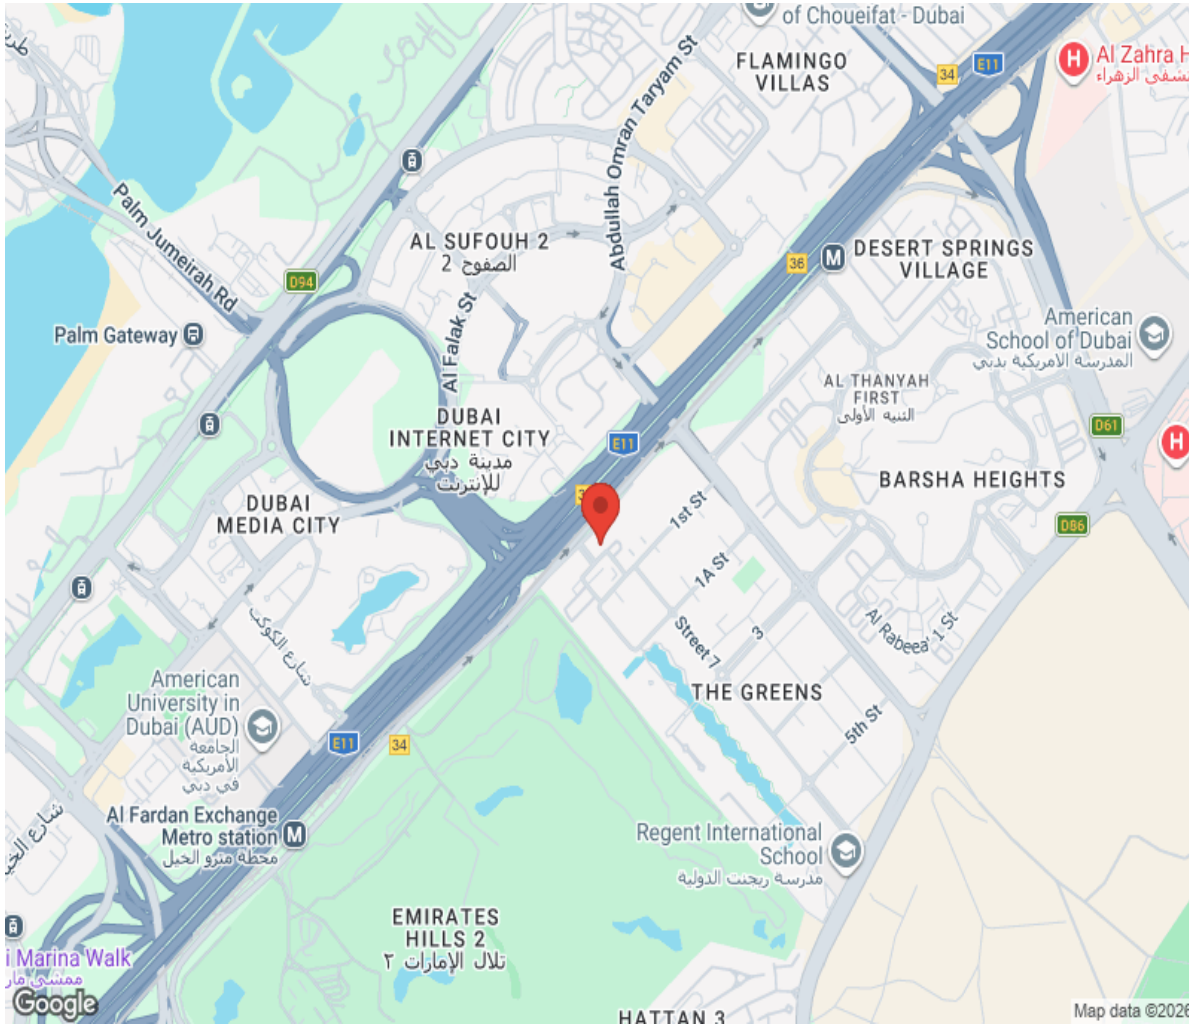 of Choueifat - Dubai
FLAMINGO
VILLAS
34
E11
Al Zahra H
Abdullah Omran Taryam St
Palm Jumeirah Rd
D94
AL SUFOUH 2
الصفوح 2
36
M
DESERT SPRINGS
VILLAGE
Palm Gateway
Al Falak St
American
School of Dubai
المدرسة الامريكية بدبي
AL THANYAH
FIRST
الثنيه الأولى
D61
H
DUBAI
INTERNET CITY
مدينة دبي
للإنترنت
E11
BARSHA HEIGHTS
DUBAI
MEDIA CITY
1st St
D86
1A St
شارع الكوكب
Street 7
3
Al Rabeea' 1 St
THE GREENS
5th St
American
University in
Dubai (AUD)
الجامعة
الأمريكية
في دبي
E11
34
Al Fardan Exchange
Metro station
M
محطة مترو الخيل
Regent International
School
مدرسة ريجنت الدولية
EMIRATES
HILLS 2
تلال الإمارات ٢
i Marina Walk
HATTAN 3
Google
Map data ©2026